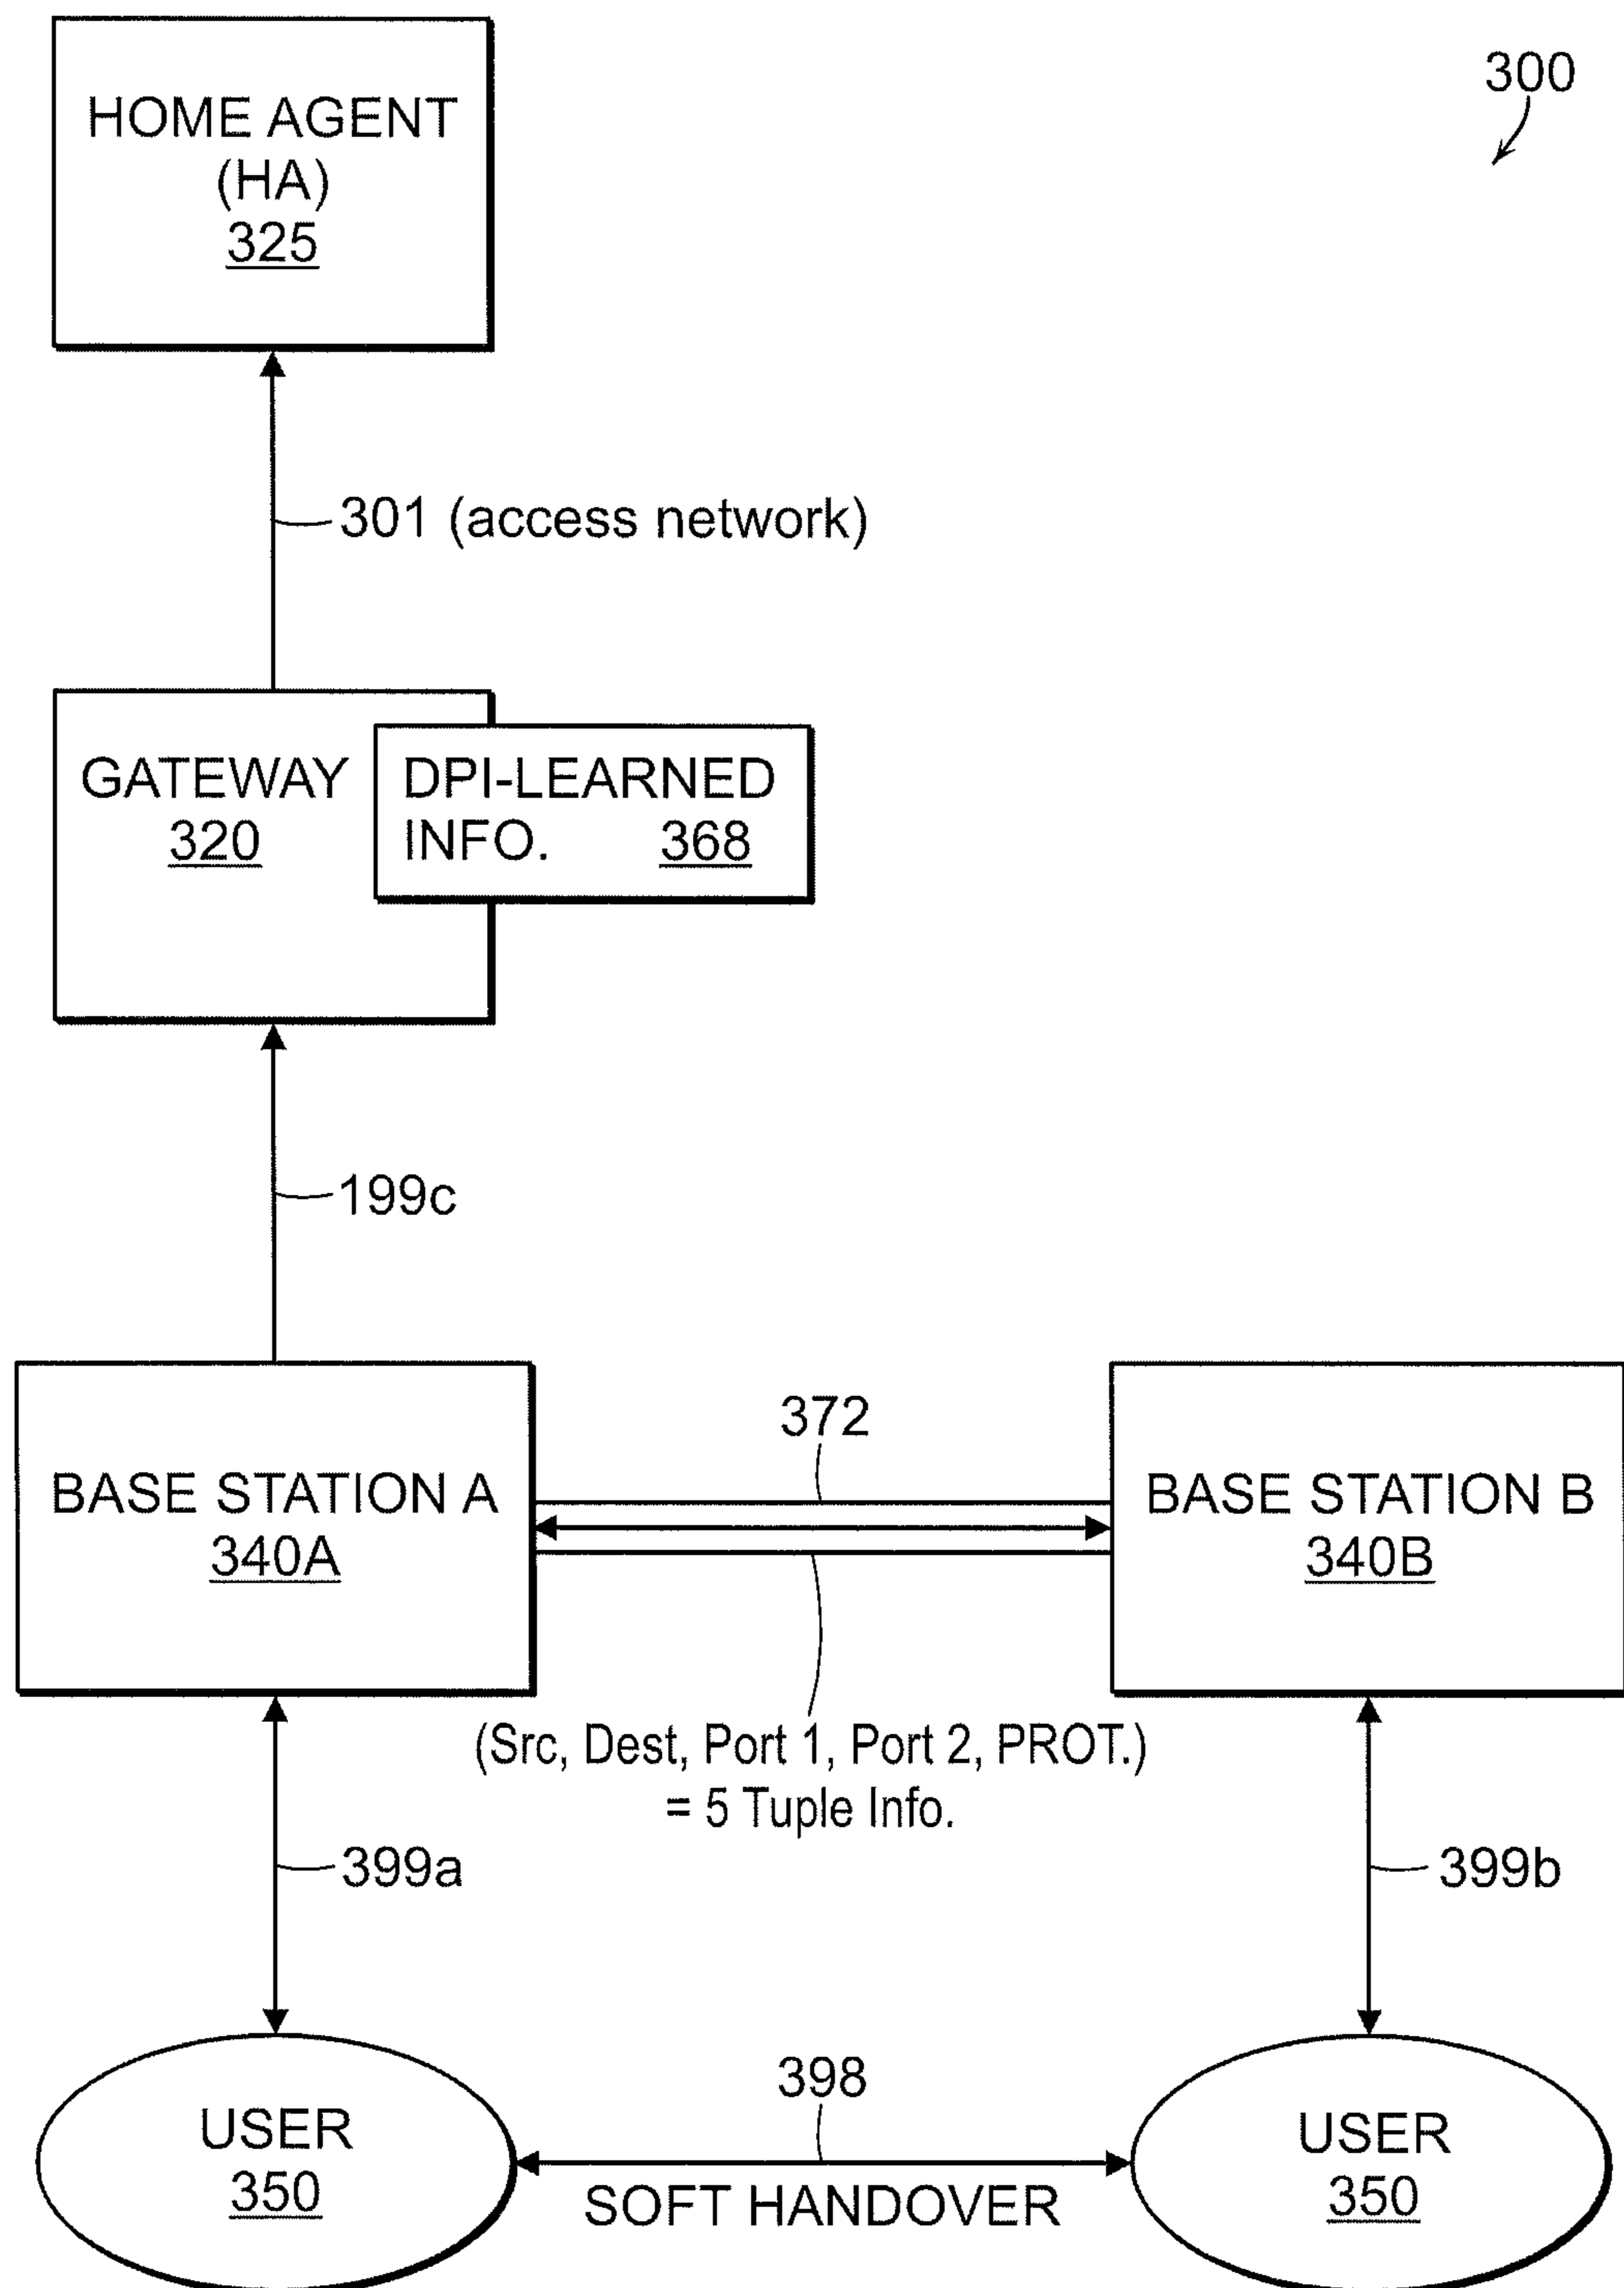 300
HOME AGENT
(HA)
325
301 (access network)
GATEWAY
320
DPI-LEARNED
INFO. 368
199c
372
BASE STATION A
340A
BASE STATION B
340B
(Src, Dest, Port 1, Port 2, PROT.)
= 5 Tuple Info.
399a
399b
398
USER
350
SOFT HANDOVER
USER
350